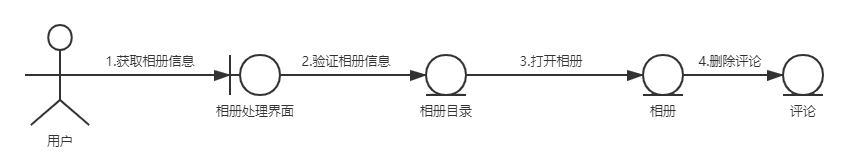 1.获取相册信息
2.验证相册信息
3.打开相册
4.删除评论
相册处理界面
相册目录
相册
评论
用户